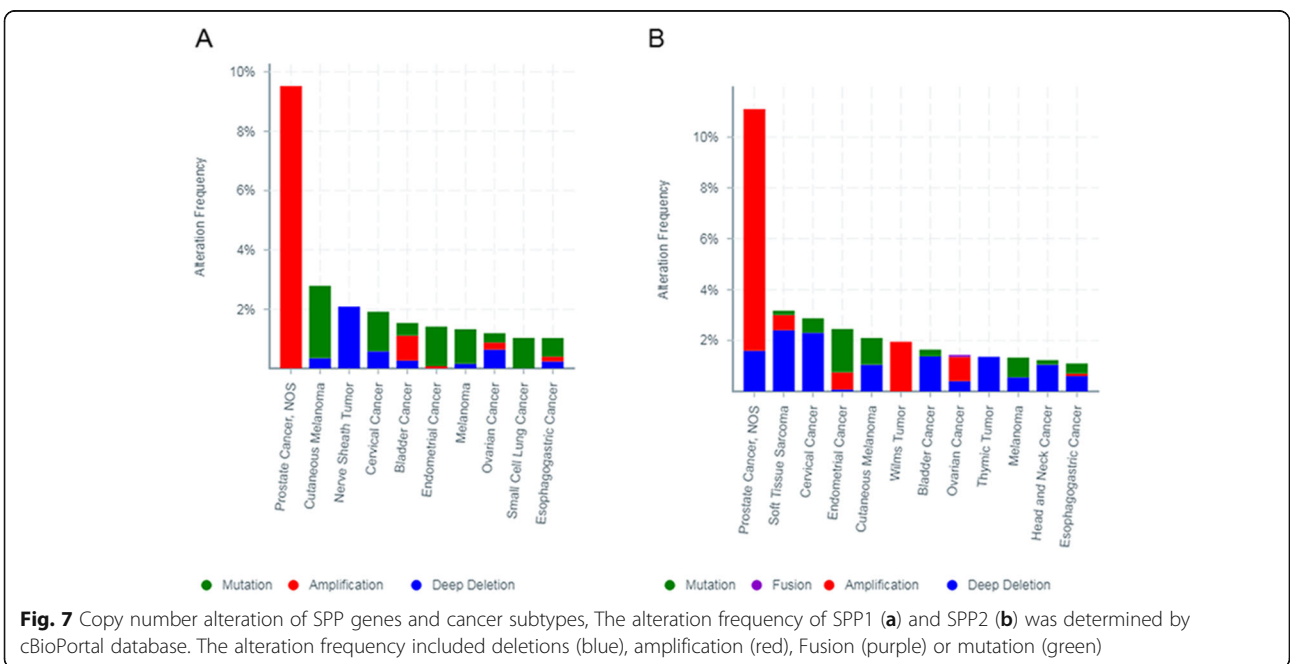 A
10%
8%
6%
4%
2%
Alteration Frequency
Prostate Cancer, NOS
Cutaneous Melanoma
Nerve Sheath Tumor
Cervical Cancer
Bladder Cancer
Endometrial Cancer
Melanoma
Ovarian Cancer
Small Cell Lung Cancer
Esophagogastric Cancer
Mutation Amplification Deep Deletion
B
10%
8%
6%
4%
2%
Alteration Frequency
Prostate Cancer, NOS
Soft Tissue Sarcoma
Cervical Cancer
Endometrial Cancer
Cutaneous Melanoma
Wilms Tumor
Bladder Cancer
Ovarian Cancer
Thymic Tumor
Melanoma
Head and Neck Cancer
Esophagogastric Cancer
Mutation Fusion Amplification Deep Deletion
Fig. 7 Copy number alteration of SPP genes and cancer subtypes, The alteration frequency of SPP1 (a) and SPP2 (b) was determined by
cBioPortal database. The alteration frequency included deletions (blue), amplification (red), Fusion (purple) or mutation (green)